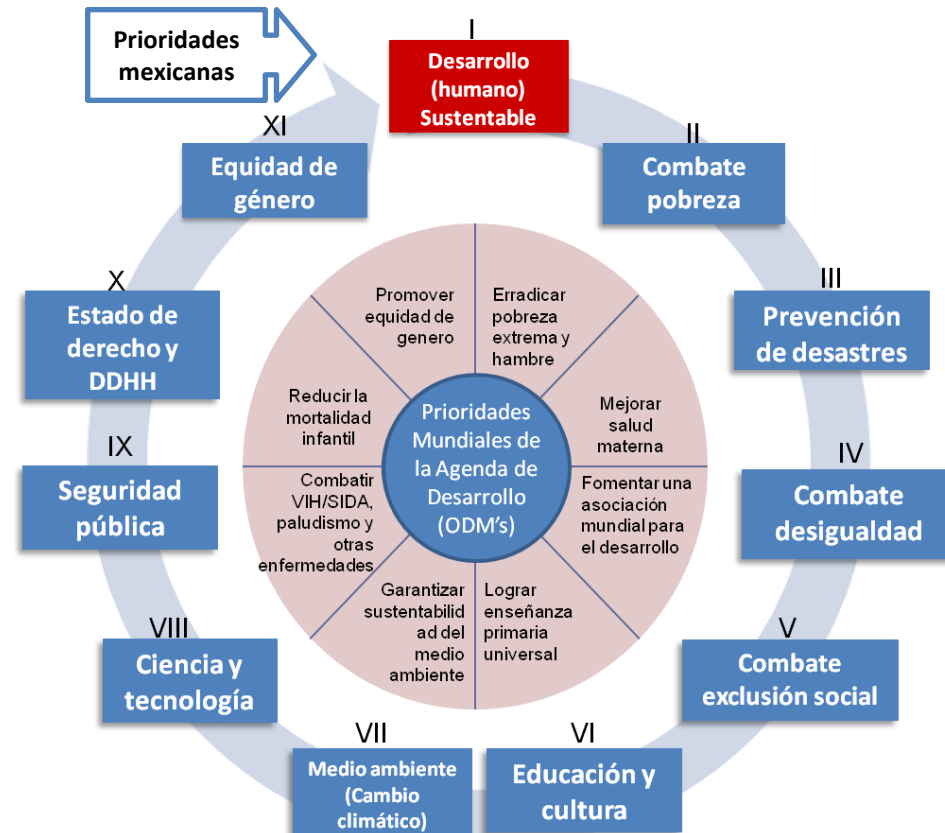 Prioridades
mexicanas
I
Desarrollo
(humano)
Sustentable
II
Combate
pobreza
III
Prevención
de desastres
IV
Combate
desigualdad
V
Combate
exclusión social
VI
Educación y
cultura
VII
Medio ambiente
(Cambio
climático)
VIII
Ciencia y
tecnología
IX
Seguridad
pública
X
Estado de
derecho y
DDHH
XI
Equidad de
género
Prioridades
Mundiales de
la Agenda de
Desarrollo
(ODM's)
Erradicar
pobreza
extrema y
hambre
Mejorar
salud
materna
Fomentar una
asociación
mundial para
el desarrollo
Lograr
enseñanza
primaria
universal
Garantizar
sustentabilid
ad del
medio
ambiente
Combatir
VIH/SIDA,
paludismo y
otras
enfermedades
Reducir la
mortalidad
infantil
Promover
equidad de
genero